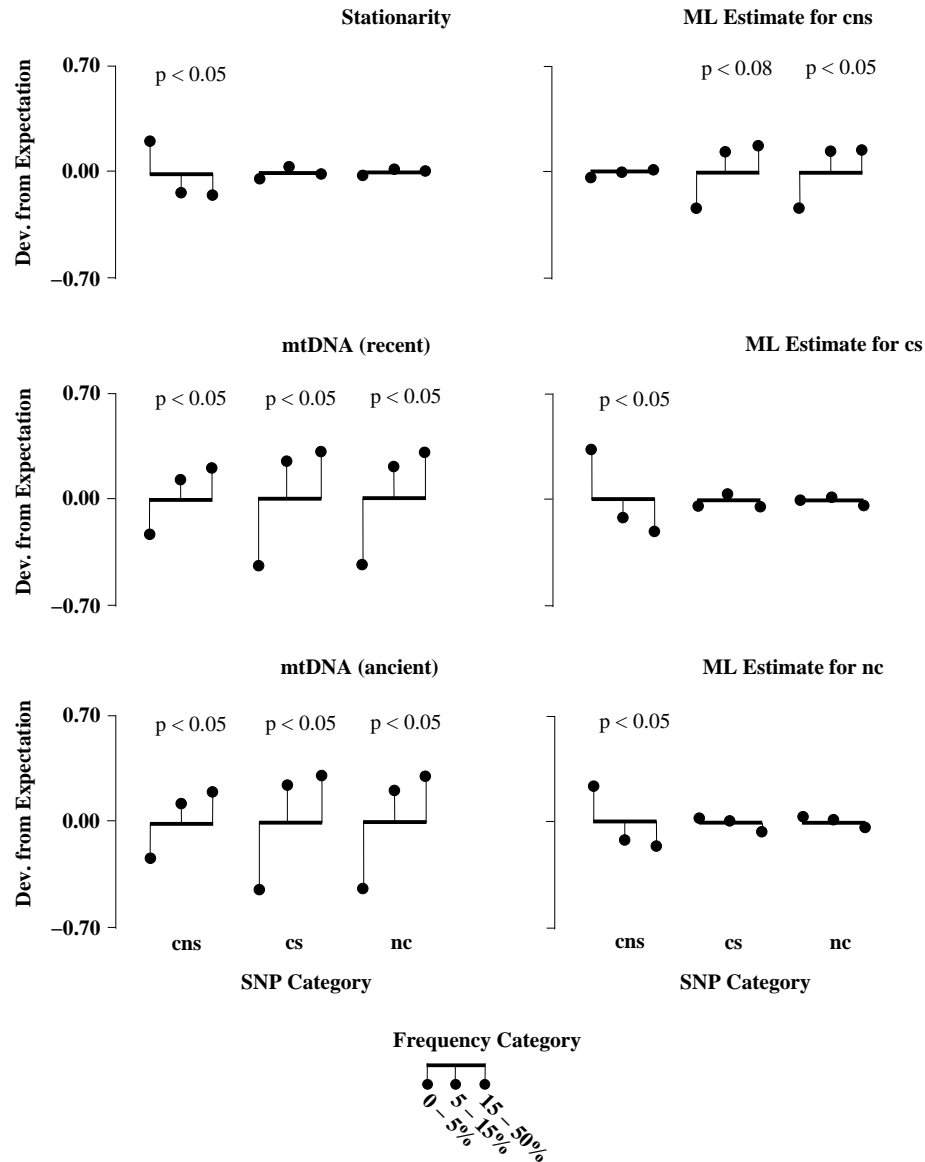 Stationarity
ML Estimate for cns
Dev. from Expectation
0.70
0.00
−0.70
p < 0.05
p < 0.08
p < 0.05
mtDNA (recent)
ML Estimate for cs
Dev. from Expectation
0.70
0.00
−0.70
p < 0.05
p < 0.05
p < 0.05
p < 0.05
mtDNA (ancient)
ML Estimate for nc
Dev. from Expectation
0.70
0.00
−0.70
p < 0.05
p < 0.05
p < 0.05
p < 0.05
cns
cs
nc
cns
cs
nc
SNP Category
SNP Category
Frequency Category
0 − 5%
5 − 15%
15 − 50%